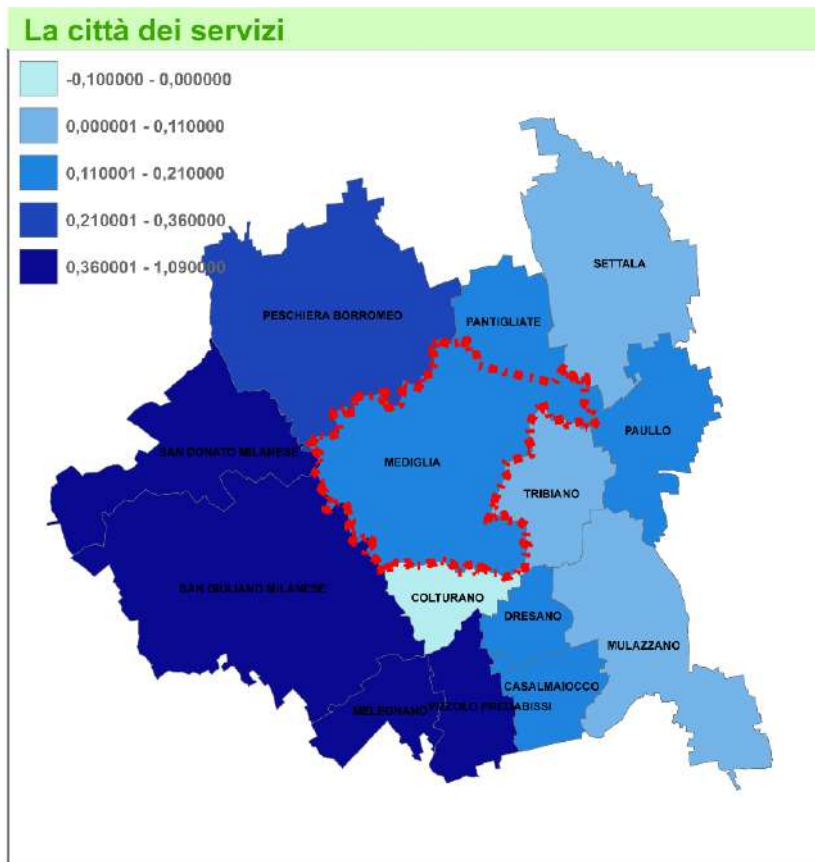 La città dei servizi
-0,100000 - 0,000000
0,000001 - 0,110000
0,110001 - 0,210000
0,210001 - 0,360000
0,360001 - 1,090000
SETTALA
PESCHIERA BORROMEO
PANTIGLIATE
PAULLO
SAN DONATO MILANESE
MEDIGLIA
TRIBIANO
SAN GIULIANO MILANESE
COLTURANO
DRESANO
MULAZZANO
CASALMAIOCCO
MELEGNANO
VIZZOLO PREDABISSI